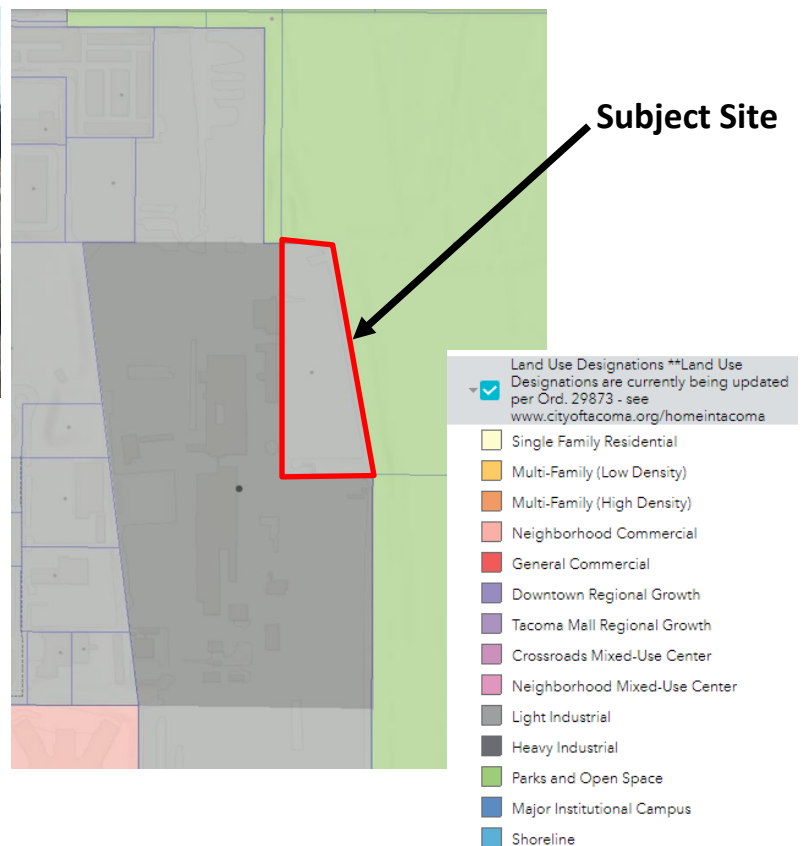 Subject Site
Land Use Designations **Land Use
Designations are currently being updated
per Ord. 29873 - see
www.cityoftacoma.org/homeintacoma
Single Family Residential
Multi-Family (Low Density)
Multi-Family (High Density)
Neighborhood Commercial
General Commercial
Downtown Regional Growth
Tacoma Mall Regional Growth
Crossroads Mixed-Use Center
Neighborhood Mixed-Use Center
Light Industrial
Heavy Industrial
Parks and Open Space
Major Institutional Campus
Shoreline